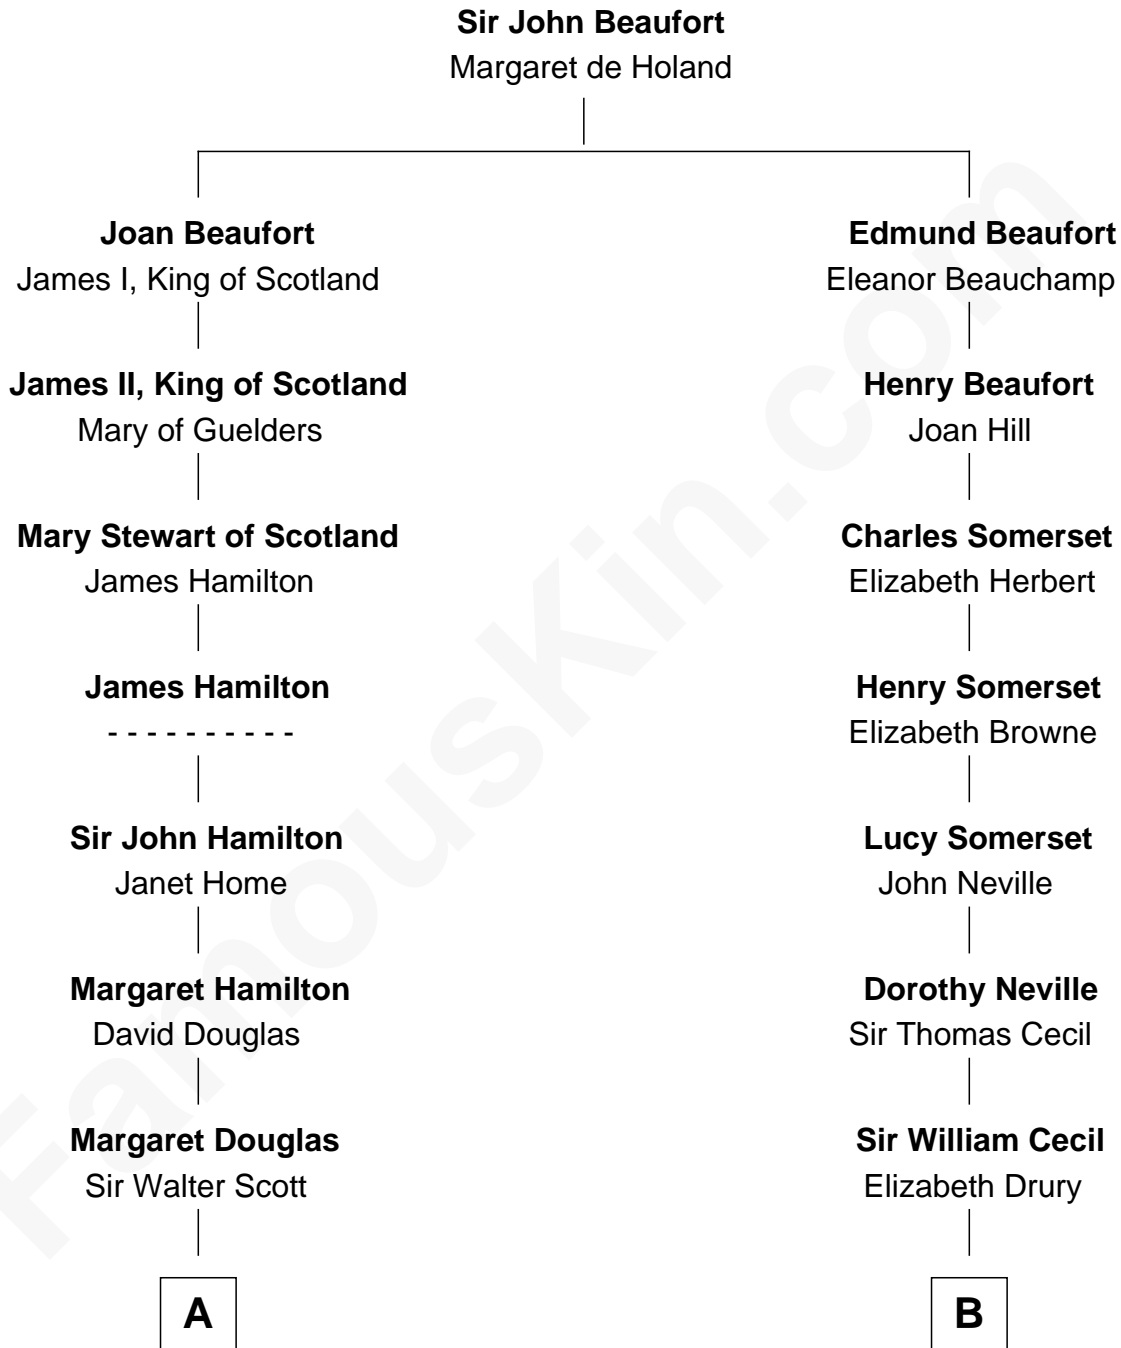 Sir John Beaufort
Margaret de Holand
Joan Beaufort
James I, King of Scotland
Edmund Beaufort
Eleanor Beauchamp
James II, King of Scotland
Mary of Guelders
Henry Beaufort
Joan Hill
Mary Stewart of Scotland
James Hamilton
Charles Somerset
Elizabeth Herbert
James Hamilton
- - - - - - - - - -
Henry Somerset
Elizabeth Browne
Sir John Hamilton
Janet Home
Lucy Somerset
John Neville
Margaret Hamilton
David Douglas
Dorothy Neville
Sir Thomas Cecil
Margaret Douglas
Sir Walter Scott
Sir William Cecil
Elizabeth Drury
A
B
FamousKin.com